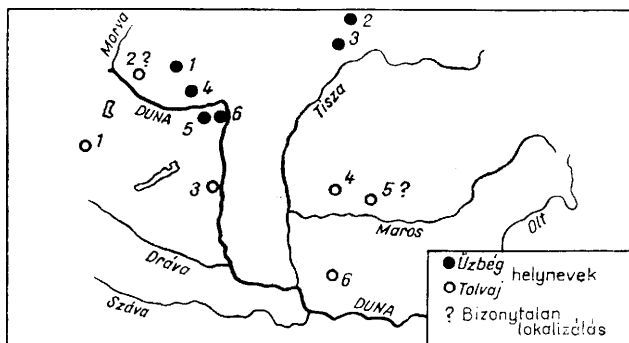 Morva
2?
1
2
3
4
DUNA
5
6
Tisza
1
3
4
5?
Maros
Olt
Dráva
6
Száva
DUNA
Üzbég
helynevek
Tolvaj
? Bizonytalan
lokalizálás